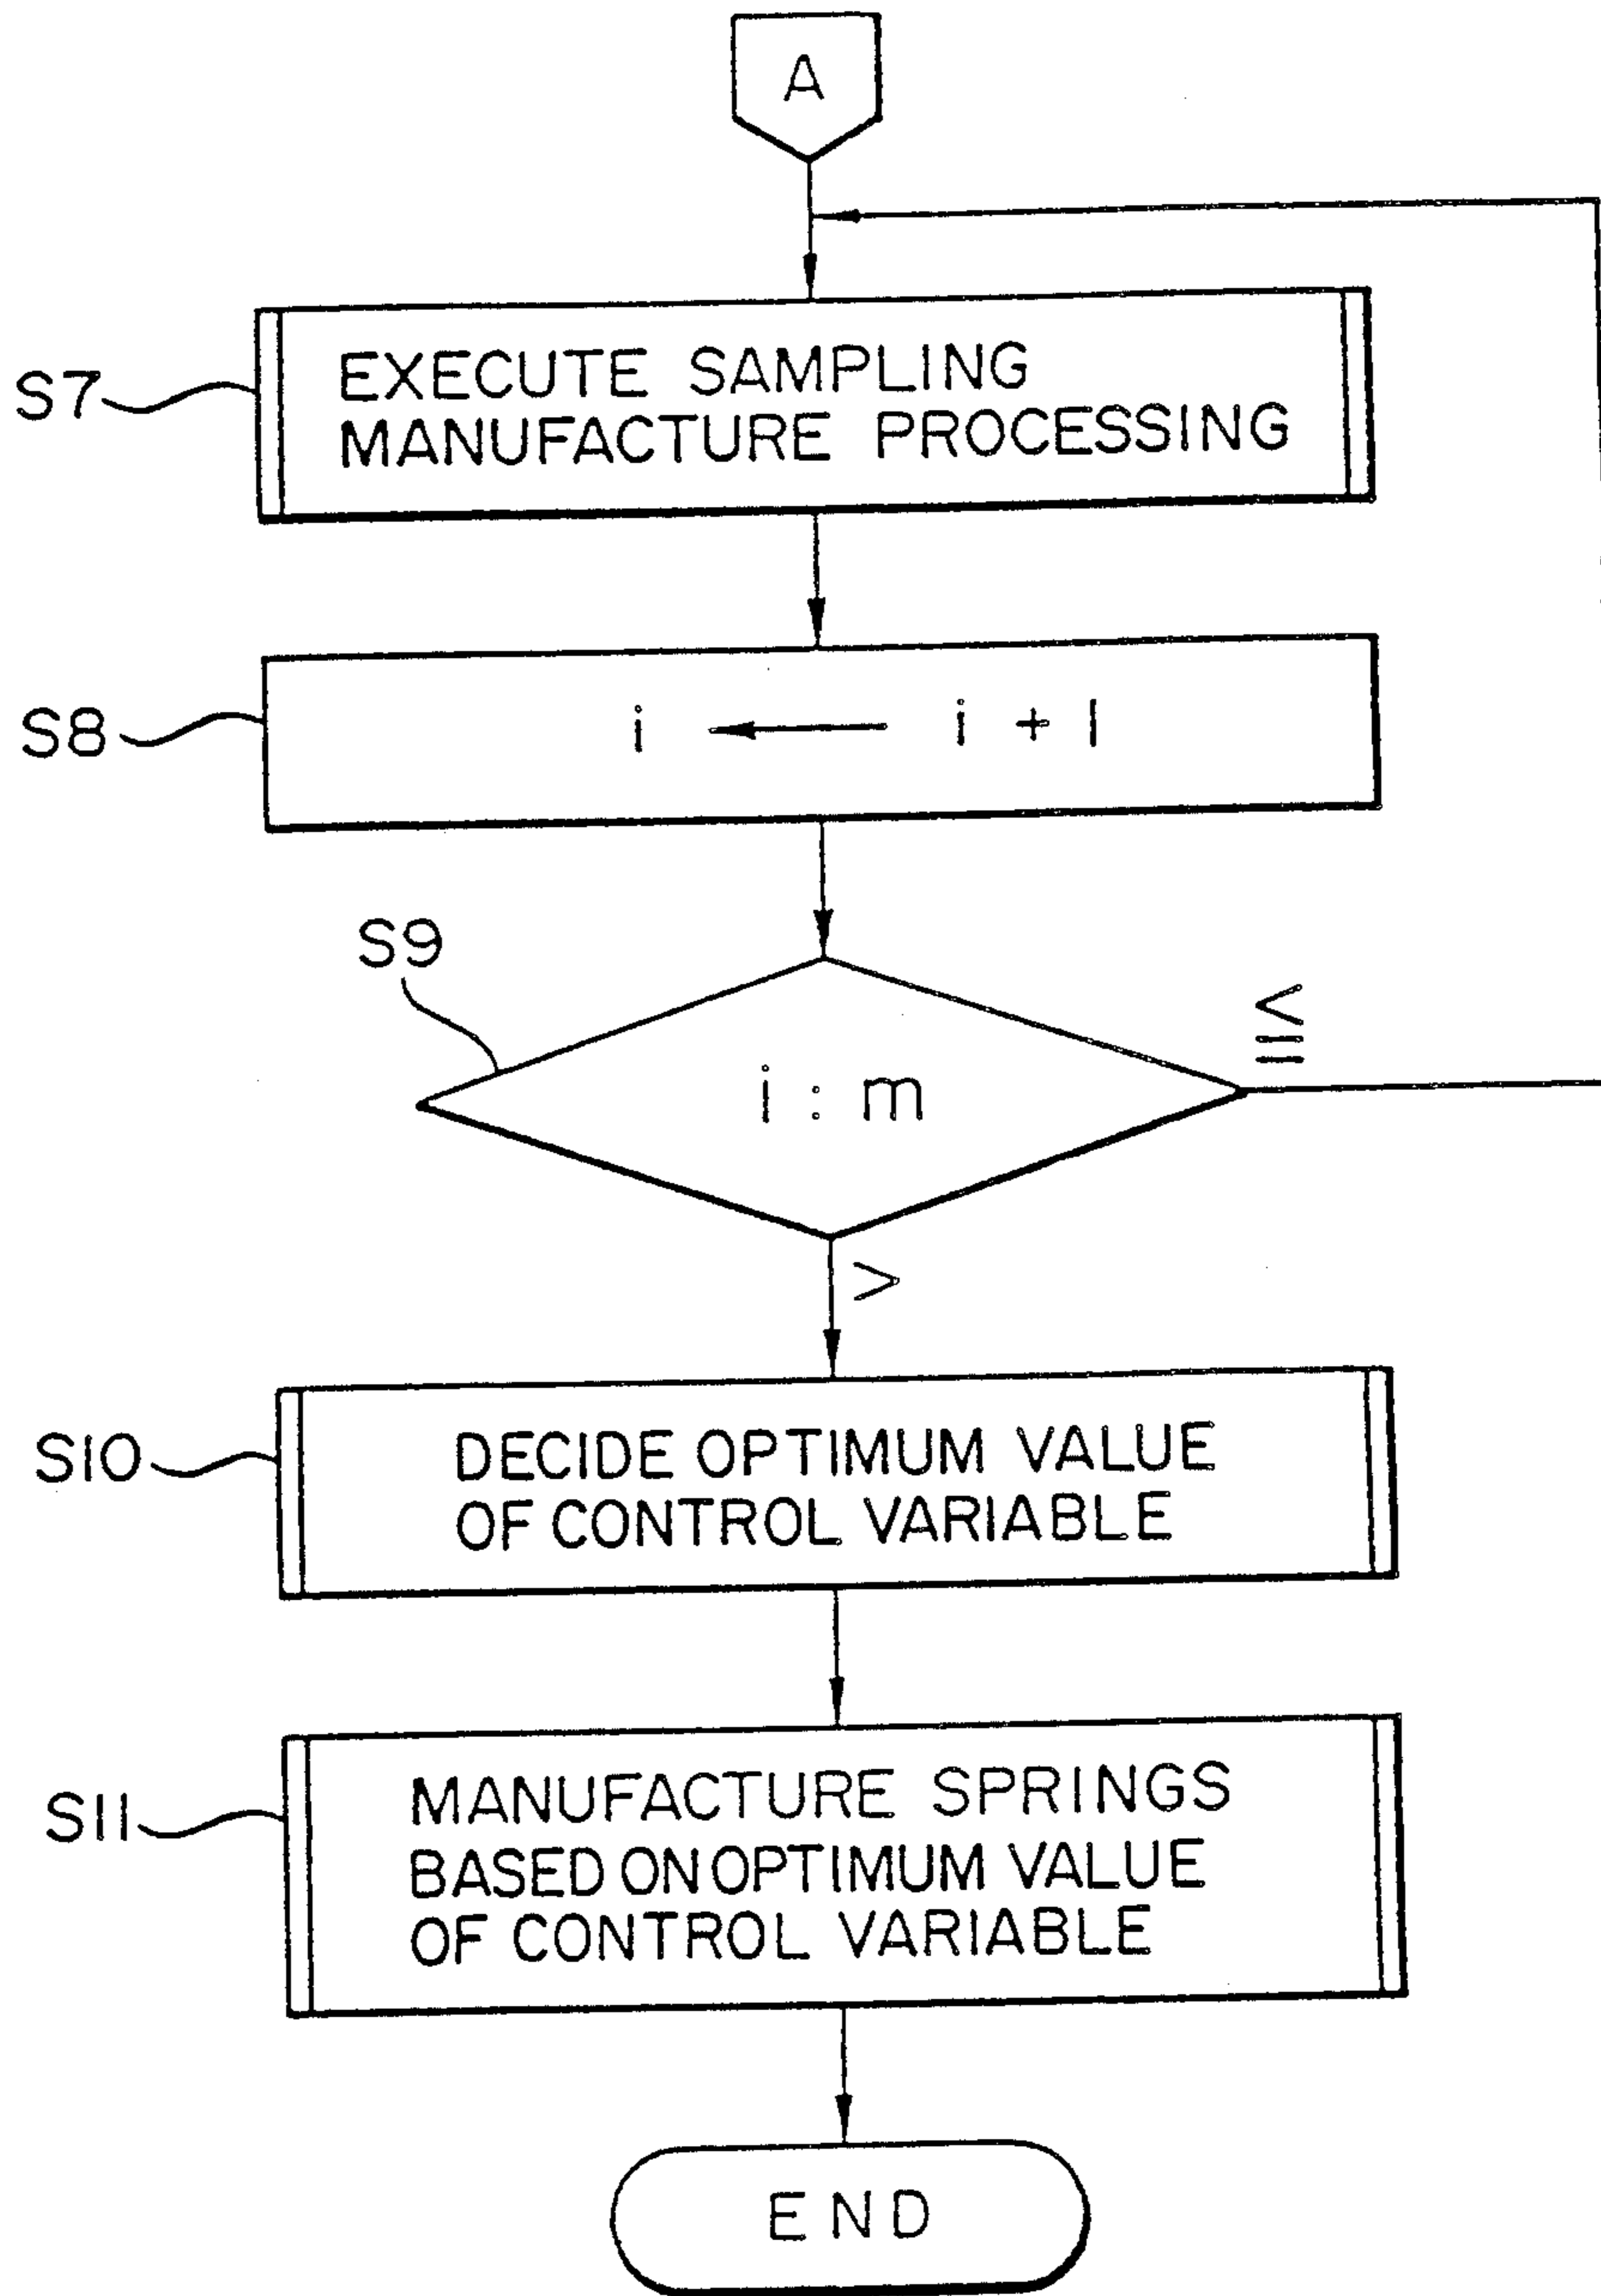 A
S7
EXECUTE SAMPLING
MANUFACTURE PROCESSING
S8
i ← i + 1
S9
i : m
≦
>
S10
DECIDE OPTIMUM VALUE
OF CONTROL VARIABLE
S11
MANUFACTURE SPRINGS
BASED ON OPTIMUM VALUE
OF CONTROL VARIABLE
END